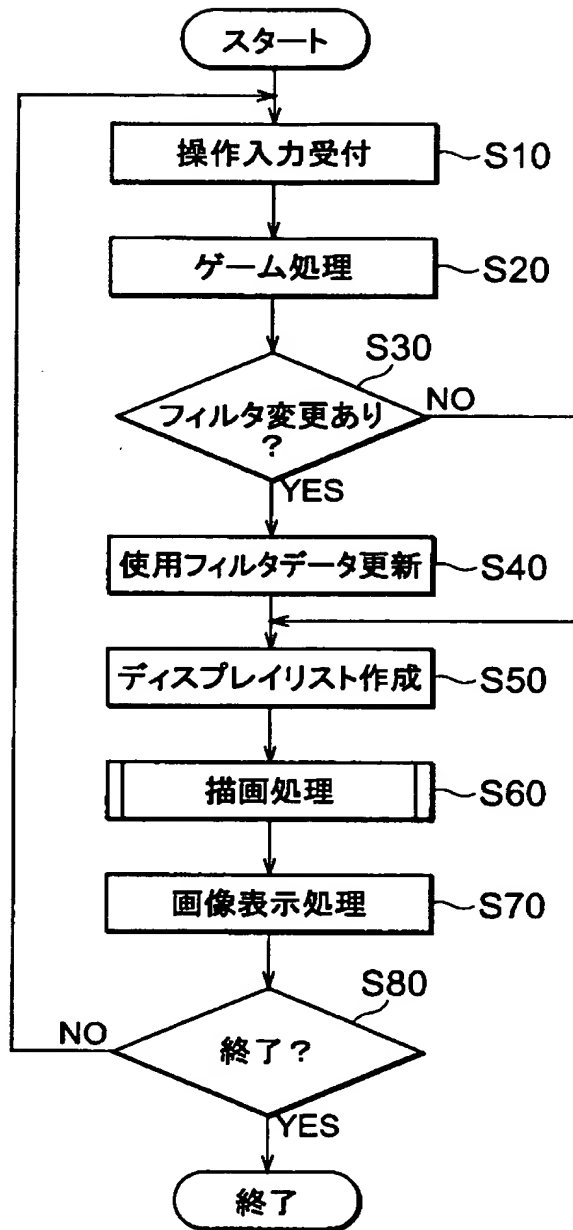 スタート
操作入力受付
S10
ゲーム処理
S20
S30
フィルタ変更あり
?
NO
YES
使用フィルタデータ更新
S40
ディスプレイリスト作成
S50
描画処理
S60
画像表示処理
S70
S80
終了?
NO
YES
終了